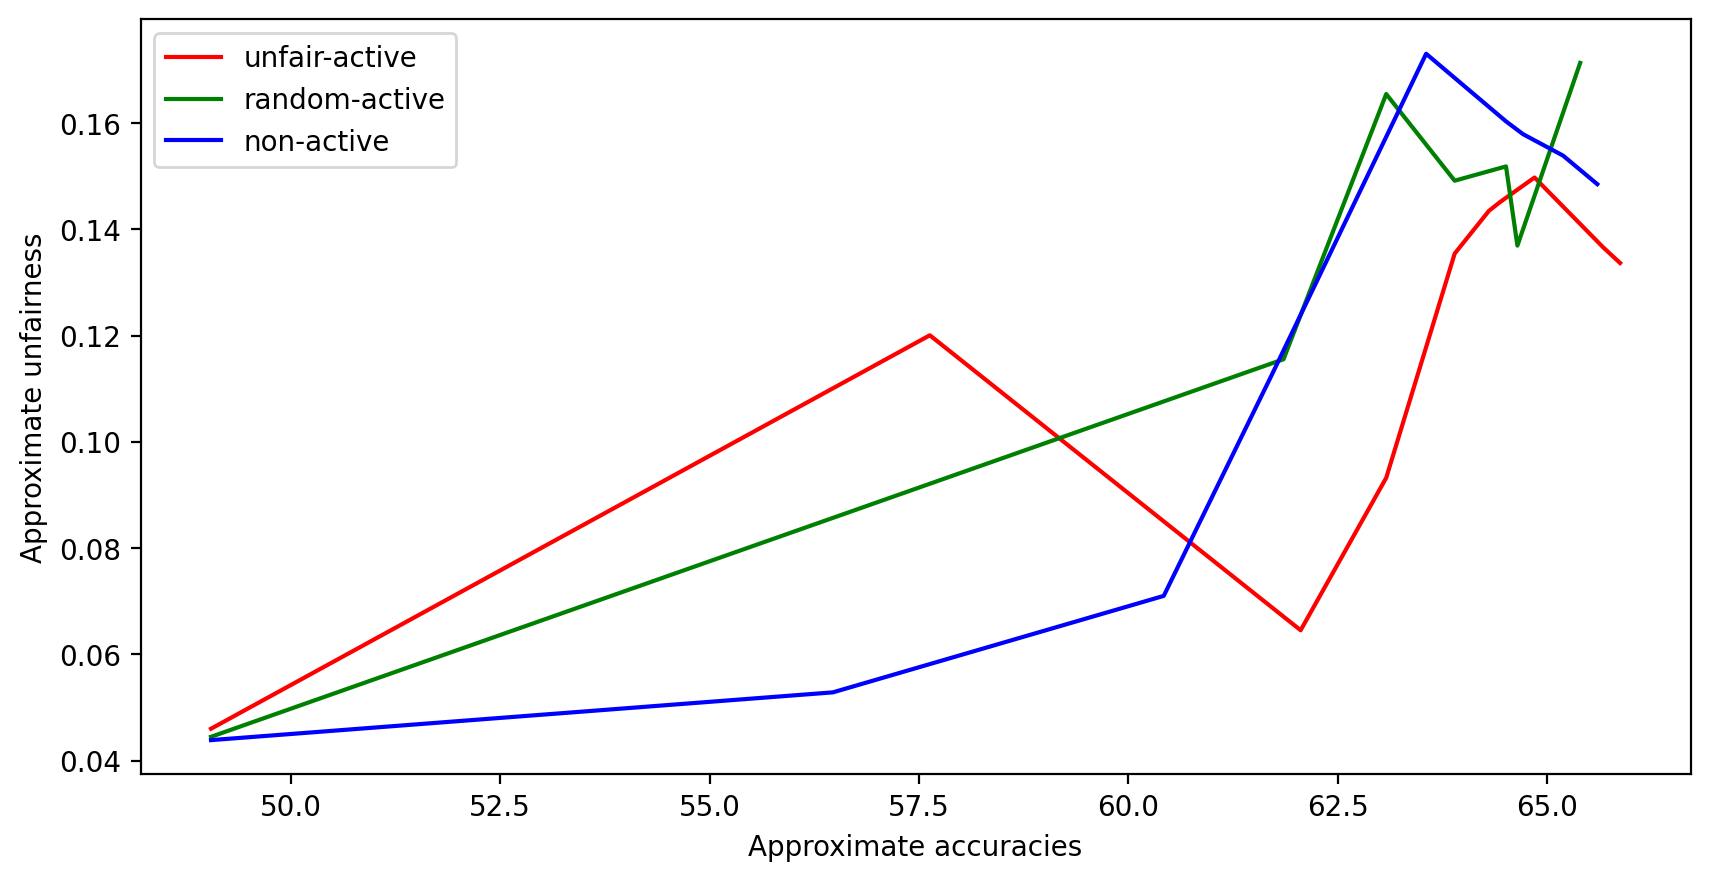 unfair-active
random-active
non-active
Approximate unfairness
0.16
0.14
0.12
0.10
0.08
0.06
0.04
50.0 52.5 55.0 57.5 60.0 62.5 65.0
Approximate accuracies